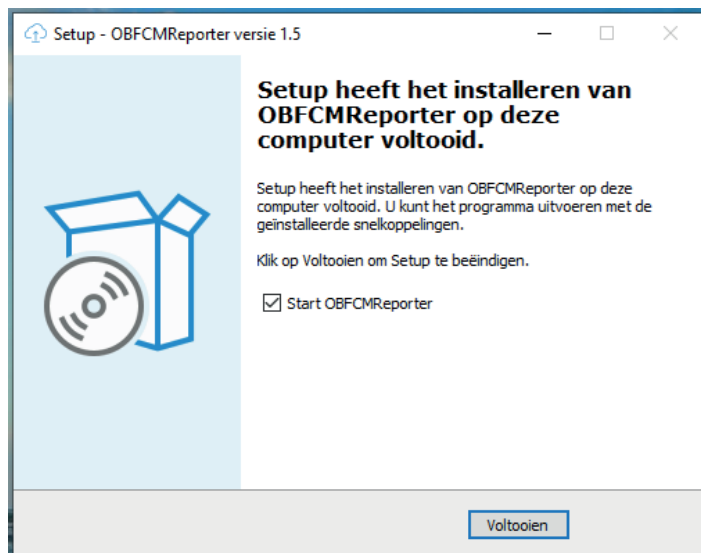 Setup - OBFCMReporter versie 1.5
Setup heeft het installeren van
OBFCMReporter op deze
computer voltooid.
Setup heeft het installeren van OBFCMReporter op deze
computer voltooid. U kunt het programma uitvoeren met de
geïnstalleerde snelkoppelingen.
Klik op Voltooien om Setup te beëindigen.
Start OBFCMReporter
Voltooien